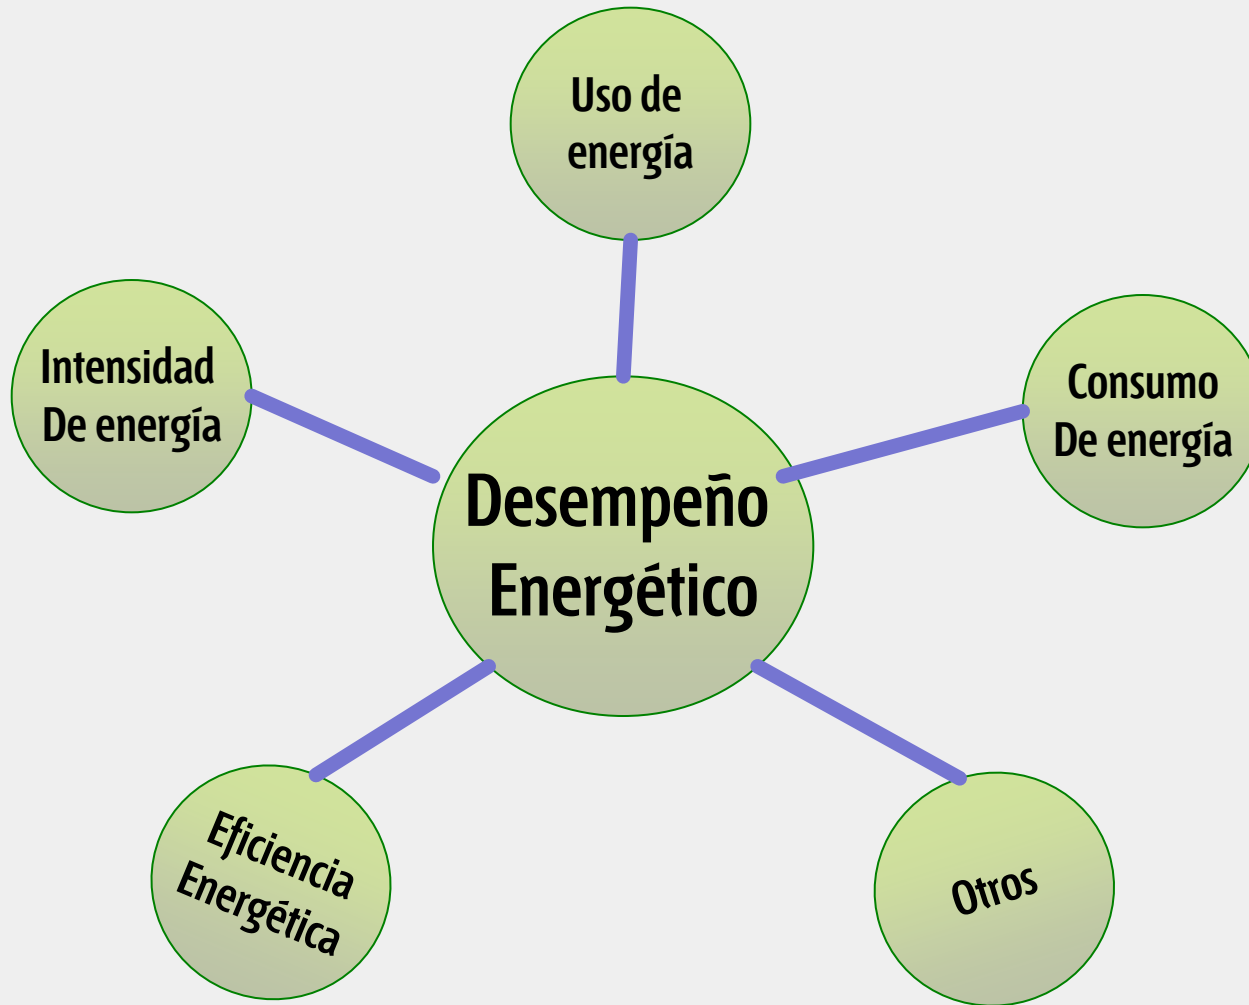 Uso de
energía
Intensidad
De energía
Consumo
De energía
Desempeño
Energético
Eficiencia
Energética
Otros